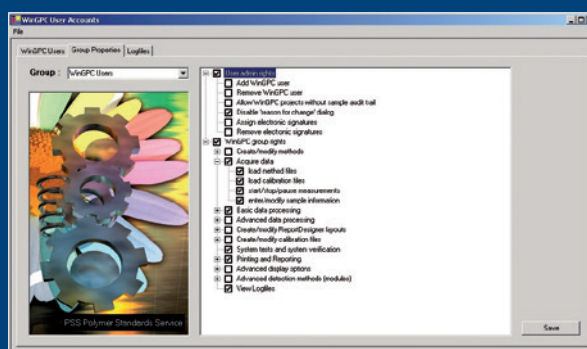 WinGPC User Accounts
File
WinGPC Users
Group Properties
Logfiles
Group :
WinGPC Users
User admin rights
Add WinGPC user
Remove WinGPC user
Allow WinGPC projects without sample audit trail
Disable 'reason for change' dialog
Assign electronic signatures
Remove electronic signatures
WinGPC group rights
Create/modify methods
Acquire data
load method files
load calibration files
start/stop/pause measurements
enter/modify sample information
Basic data processing
Advanced data processing
Create/modify ReportDesigner layouts
Create/modify calibration files
System tests and system verification
Printing and Reporting
Advanced display options
Advanced detection methods (modules)
View Logfiles
PSS Polymer Standards Service
Save